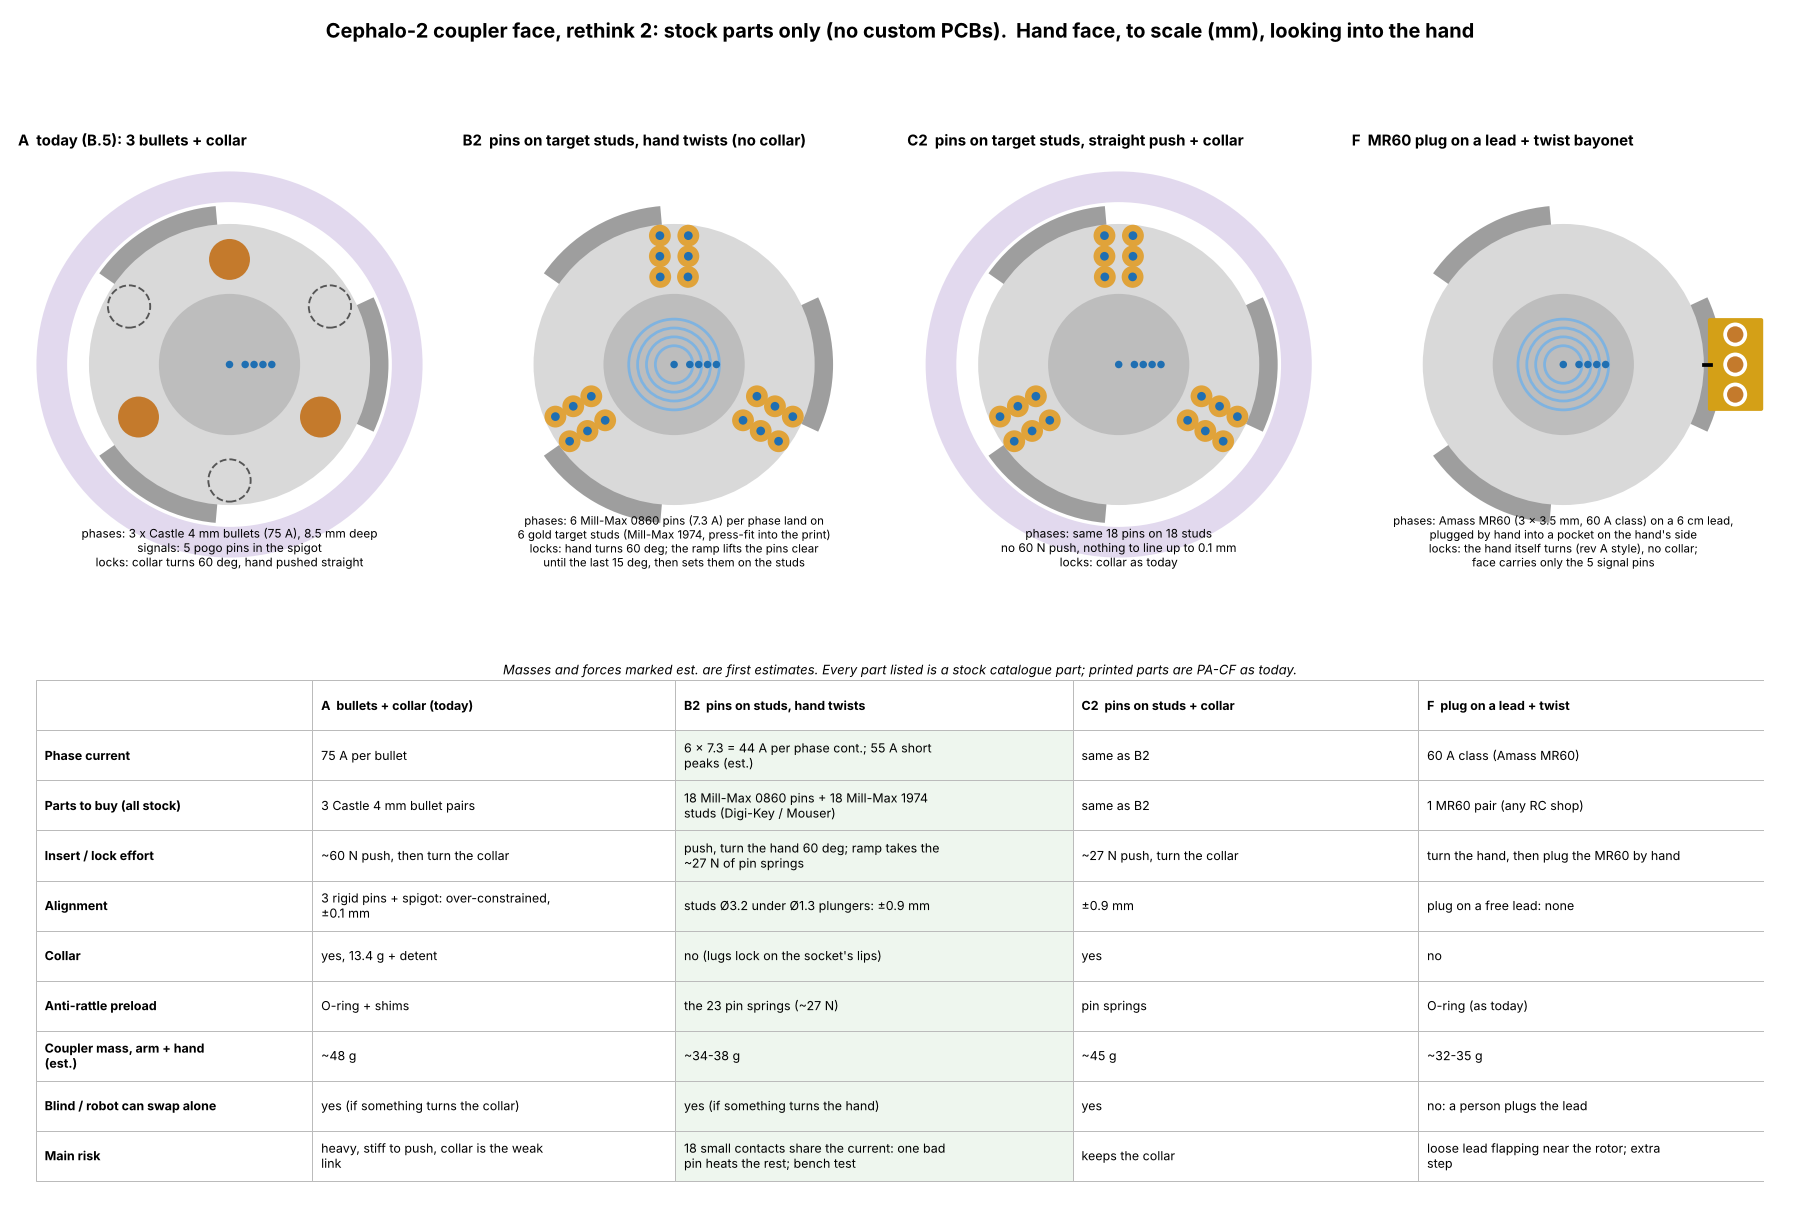 Cephalo-2 coupler face, rethink 2: stock parts only (no custom PCBs).  Hand face, to scale (mm), looking into the hand
A  today (B.5): 3 bullets + collar
B2  pins on target studs, hand twists (no collar)
C2  pins on target studs, straight push + collar
F  MR60 plug on a lead + twist bayonet
phases: 3 x Castle 4 mm bullets (75 A), 8.5 mm deep
signals: 5 pogo pins in the spigot
locks: collar turns 60 deg, hand pushed straight
phases: 6 Mill-Max 0860 pins (7.3 A) per phase land on
6 gold target studs (Mill-Max 1974, press-fit into the print)
locks: hand turns 60 deg; the ramp lifts the pins clear
until the last 15 deg, then sets them on the studs
phases: same 18 pins on 18 studs
no 60 N push, nothing to line up to 0.1 mm
locks: collar as today
phases: Amass MR60 (3 × 3.5 mm, 60 A class) on a 6 cm lead,
plugged by hand into a pocket on the hand's side
locks: the hand itself turns (rev A style), no collar;
face carries only the 5 signal pins
Masses and forces marked est. are first estimates. Every part listed is a stock catalogue part; printed parts are PA-CF as today.
A  bullets + collar (today)
B2  pins on studs, hand twists
C2  pins on studs + collar
F  plug on a lead + twist
Phase current
75 A per bullet
6 × 7.3 = 44 A per phase cont.; 55 A short
peaks (est.)
same as B2
60 A class (Amass MR60)
Parts to buy (all stock)
3 Castle 4 mm bullet pairs
18 Mill-Max 0860 pins + 18 Mill-Max 1974
studs (Digi-Key / Mouser)
same as B2
1 MR60 pair (any RC shop)
Insert / lock effort
~60 N push, then turn the collar
push, turn the hand 60 deg; ramp takes the
~27 N of pin springs
~27 N push, turn the collar
turn the hand, then plug the MR60 by hand
Alignment
3 rigid pins + spigot: over-constrained,
±0.1 mm
studs Ø3.2 under Ø1.3 plungers: ±0.9 mm
±0.9 mm
plug on a free lead: none
Collar
yes, 13.4 g + detent
no (lugs lock on the socket's lips)
yes
no
Anti-rattle preload
O-ring + shims
the 23 pin springs (~27 N)
pin springs
O-ring (as today)
Coupler mass, arm + hand
(est.)
~48 g
~34-38 g
~45 g
~32-35 g
Blind / robot can swap alone
yes (if something turns the collar)
yes (if something turns the hand)
yes
no: a person plugs the lead
Main risk
heavy, stiff to push, collar is the weak
link
18 small contacts share the current: one bad
pin heats the rest; bench test
keeps the collar
loose lead flapping near the rotor; extra
step